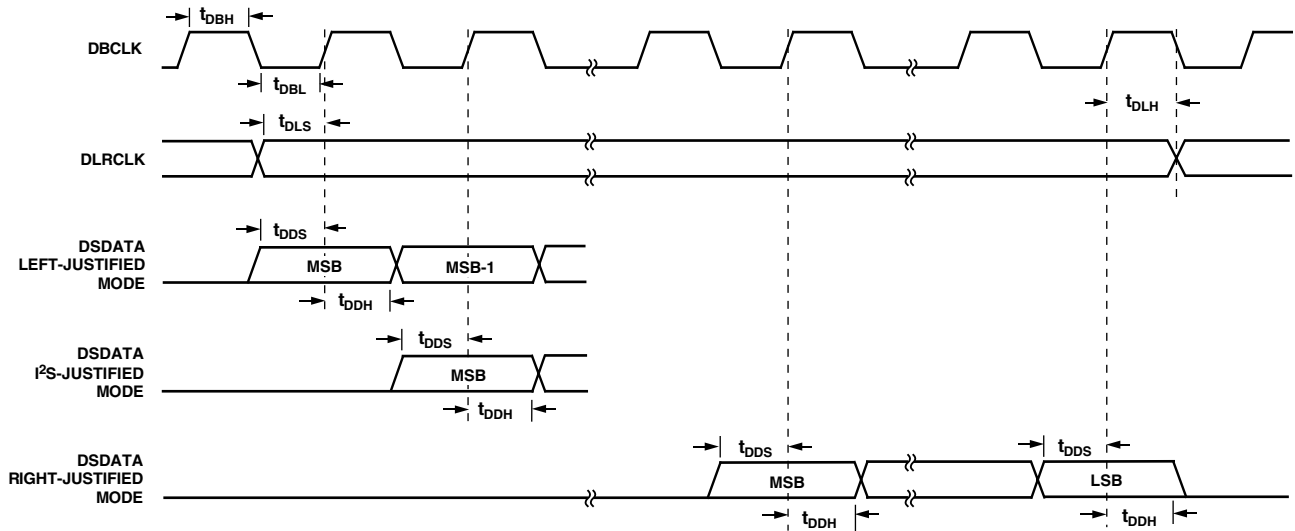 tDBH
DBCLK
tDBL
tDLH
tDLS
DLRCLK
tDDS
DSDATA
LEFT-JUSTIFIED
MODE
MSB
MSB-1
tDDH
tDDS
DSDATA
I²S-JUSTIFIED
MODE
MSB
tDDH
tDDS
tDDS
DSDATA
RIGHT-JUSTIFIED
MODE
MSB
LSB
tDDH
tDDH